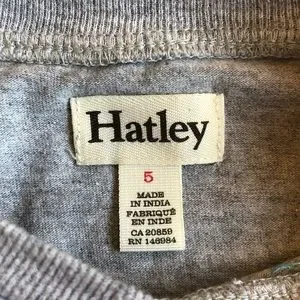 Hatley
5
MADE
IN INDIA
FABRIQUÉ
EN INDE
CA 20859
RN 146984